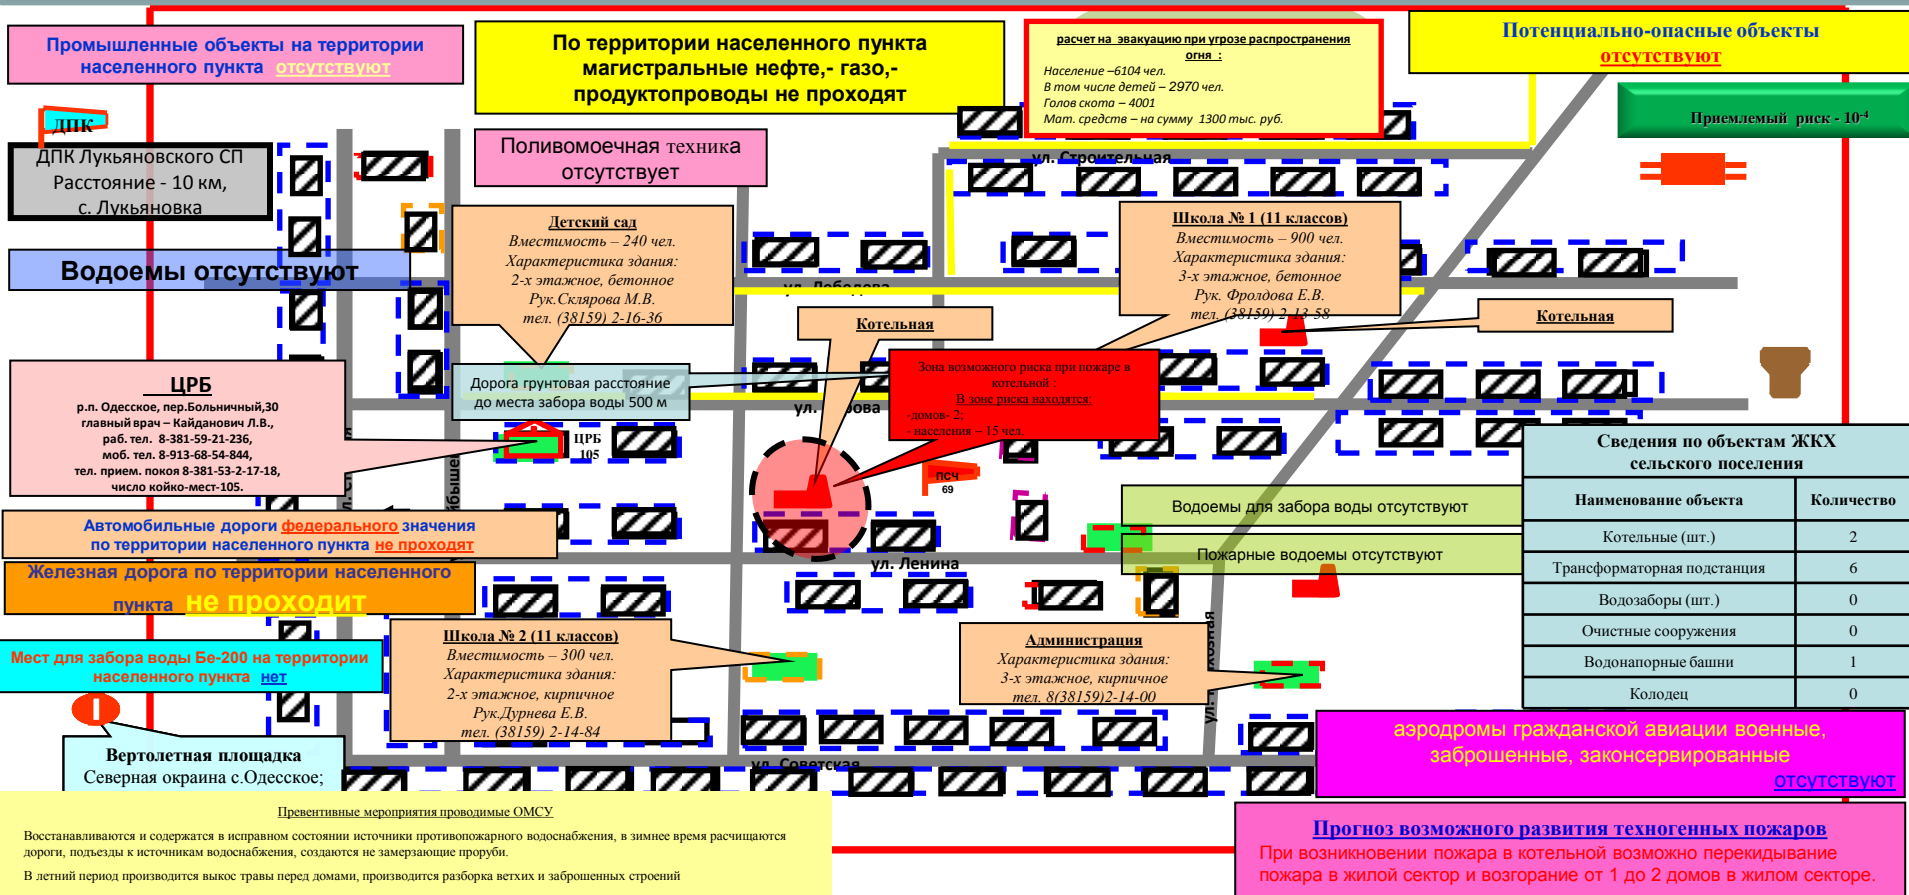 Промышленные объекты на территории
населенного пункта отсутствуют
По территории населенного пункта
магистральные нефте,- газо,-
продуктопроводы не проходят
расчет на эвакуацию при угрозе распространения
огня :
Население –6104 чел.
В том числе детей – 2970 чел.
Голов скота – 4001
Мат. средств – на сумму 1300 тыс. руб.
Потенциально-опасные объекты
отсутствуют
Приемлемый риск - 10-4
ДПК
ДПК Лукьяновского СП
Расстояние - 10 км,
с. Лукьяновка
Поливомоечная техника
отсутствует
ул. Строительная
Водоемы отсутствуют
Детский сад
Вместимость – 240 чел.
Характеристика здания:
2-х этажное, бетонное
Рук.Склярова М.В.
тел. (38159) 2-16-36
Школа № 1 (11 классов)
Вместимость – 900 чел.
Характеристика здания:
3-х этажное, бетонное
Рук. Фролдова Е.В.
тел. (38159) 2-13-58
ул.
Котельная
Котельная
ЦРБ
р.п. Одесское, пер.Больничный,30
главный врач – Кайданович Л.В.,
раб. тел. 8-381-59-21-236,
моб. тел. 8-913-68-54-844,
тел. прием. покоя 8-381-53-2-17-18,
число койко-мест-105.
Дорога грунтовая расстояние
до места забора воды 500 м
Зона возможного риска при пожаре в
котельной :
В зоне риска находятся:
-домов- 2;
- населения – 15 чел.
ул.
ЦРБ
105
ПСЧ
69
Автомобильные дороги федерального значения
по территории населенного пункта не проходят
Железная дорога по территории населенного
пункта не проходит
Мест для забора воды Бе-200 на территории
населенного пункта нет
Вертолетная площадка
Северная окраина с.Одесское;
Водоемы для забора воды отсутствуют
Пожарные водоемы отсутствуют
ул. Ленина
Школа № 2 (11 классов)
Вместимость – 300 чел.
Характеристика здания:
2-х этажное, кирпичное
Рук.Дурнева Е.В.
тел. (38159) 2-14-84
Администрация
Характеристика здания:
3-х этажное, кирпичное
тел. 8(38159)2-14-00
ул. Советская
Сведения по объектам ЖКХ
сельского поселения
Наименование объекта Количество
Котельные (шт.) 2
Трансформаторная подстанция 6
Водозаборы (шт.) 0
Очистные сооружения 0
Водонапорные башни 1
Колодец 0
аэродромы гражданской авиации военные,
заброшенные, законсервированные
отсутствуют
Превентивные мероприятия проводимые ОМСУ
Восстанавливаются и содержатся в исправном состоянии источники противопожарного водоснабжения, в зимнее время расчищаются
дороги, подъезды к источникам водоснабжения, создаются не замерзающие проруби.
В летний период производится выкос травы перед домами, производится разборка ветхих и заброшенных строений
Прогноз возможного развития техногенных пожаров
При возникновении пожара в котельной возможно перекидывание
пожара в жилой сектор и возгорание от 1 до 2 домов в жилом секторе.